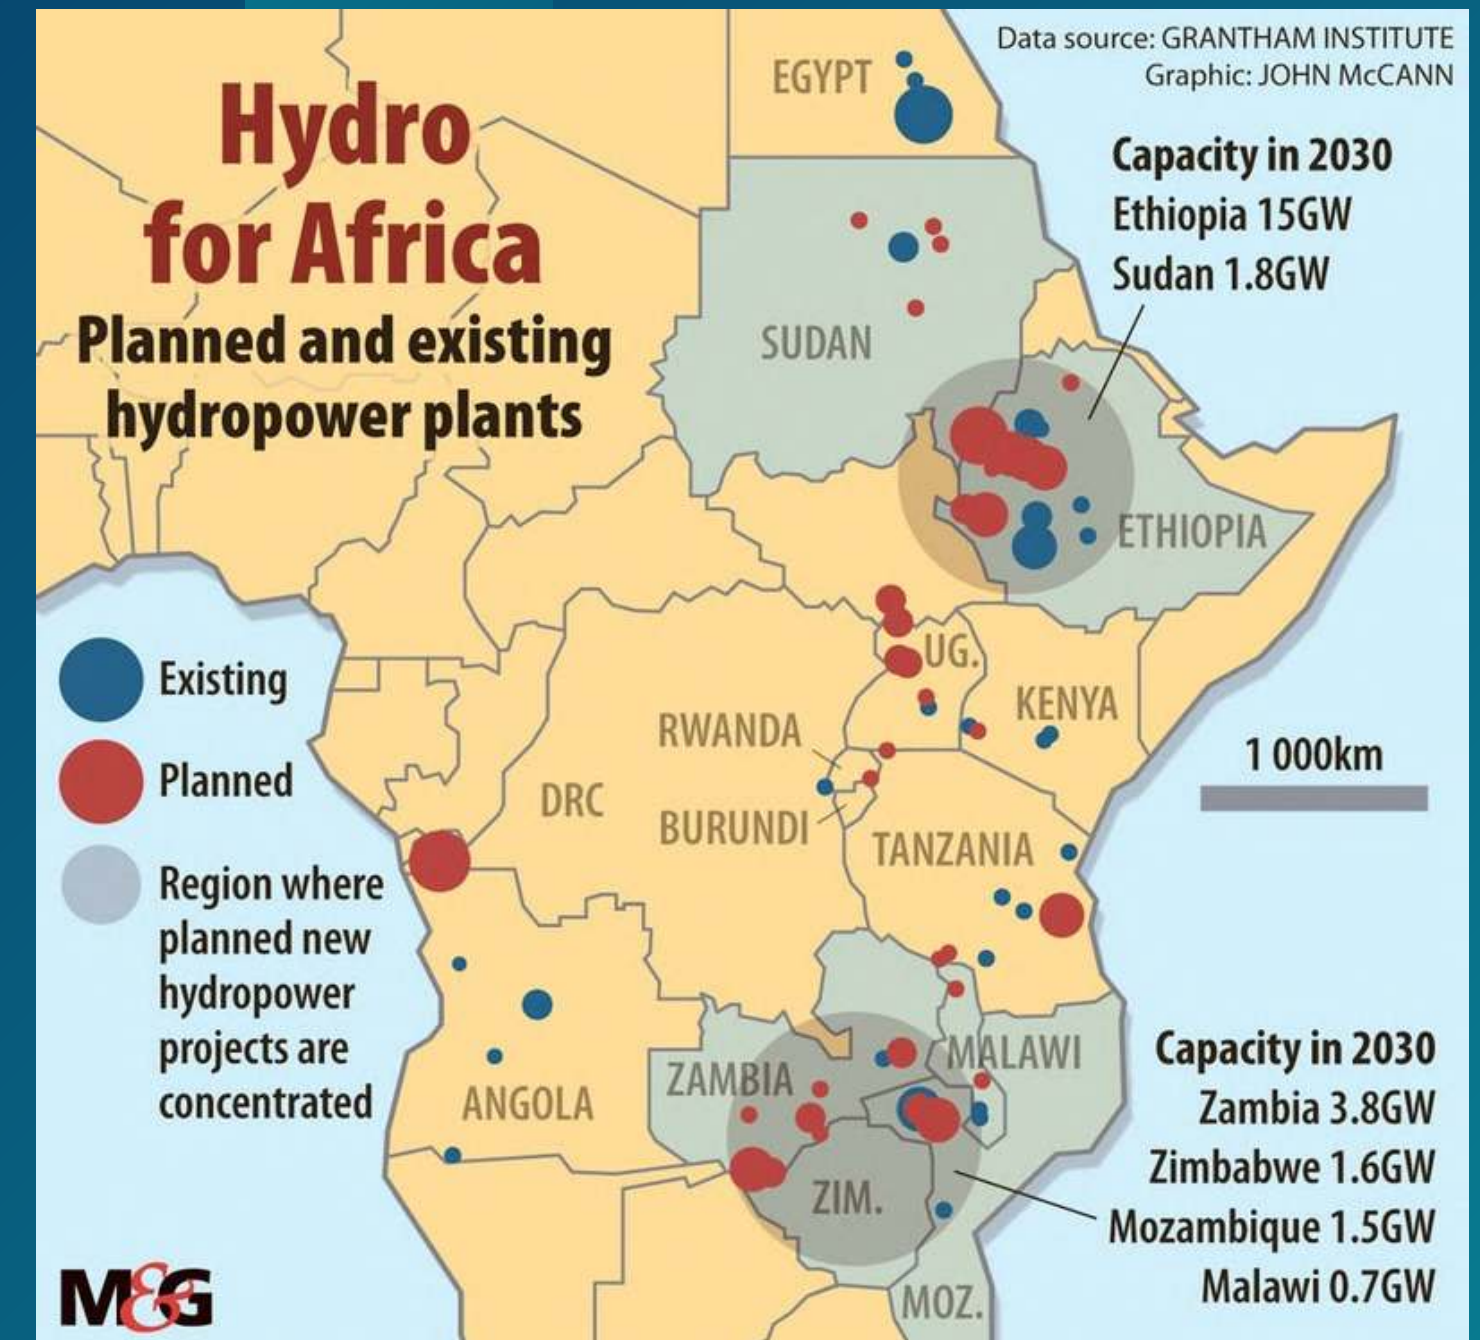 Data source: GRANTHAM INSTITUTE
Graphic: JOHN McCANN
Hydro
for Africa
Planned and existing
hydropower plants
EGYPT
Capacity in 2030
Ethiopia 15GW
Sudan 1.8GW
SUDAN
ETHIOPIA
Existing
Planned
Region where
planned new
hydropower
projects are
concentrated
UG.
KENYA
RWANDA
DRC
BURUNDI
TANZANIA
1 000km
ZAMBIA
MALAWI
ANGOLA
ZIM.
MOZ.
Capacity in 2030
Zambia 3.8GW
Zimbabwe 1.6GW
Mozambique 1.5GW
Malawi 0.7GW
M&G